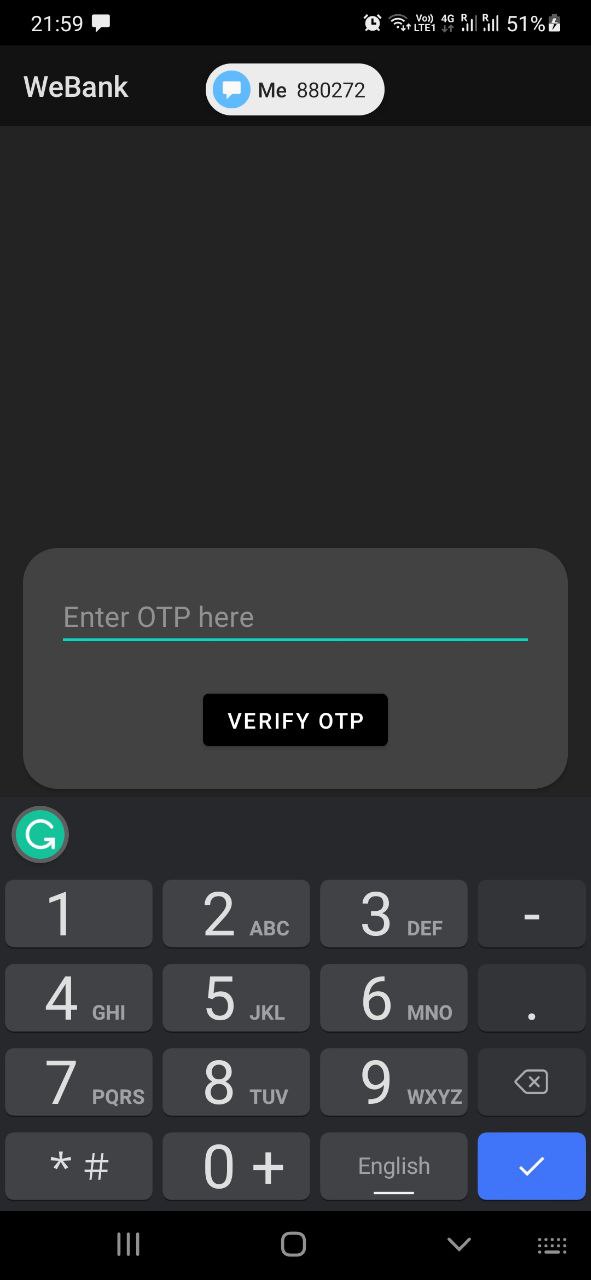 21:59 Vo)) LTE1 4G R R 51%
WeBank
Me 880272
Enter OTP here
VERIFY OTP
G
1 2 ABC 3 DEF -
4 GHI 5 JKL 6 MNO .
7 PQRS 8 TUV 9 WXYZ
* # 0 + English